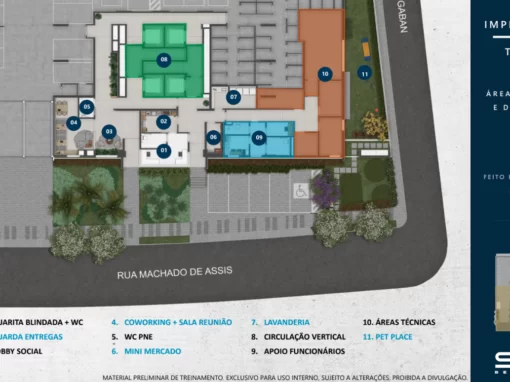 GABAN
IMP
T
ÁREA
E D
FEITO
08
10
11
07
05
04
03
02
01
06
09
RUA MACHADO DE ASSIS
UARITA BLINDADA + WC
UARDA ENTREGAS
OBBY SOCIAL
4. COWORKING + SALA REUNIÃO
5. WC PNE
6. MINI MERCADO
7. LAVANDERIA
8. CIRCULAÇÃO VERTICAL
9. APOIO FUNCIONÁRIOS
10. ÁREAS TÉCNICAS
11. PET PLACE
MATERIAL PRELIMINAR DE TREINAMENTO. EXCLUSIVO PARA USO INTERNO, SUJEITO A ALTERAÇÕES. PROIBIDA A DIVULGAÇÃO.